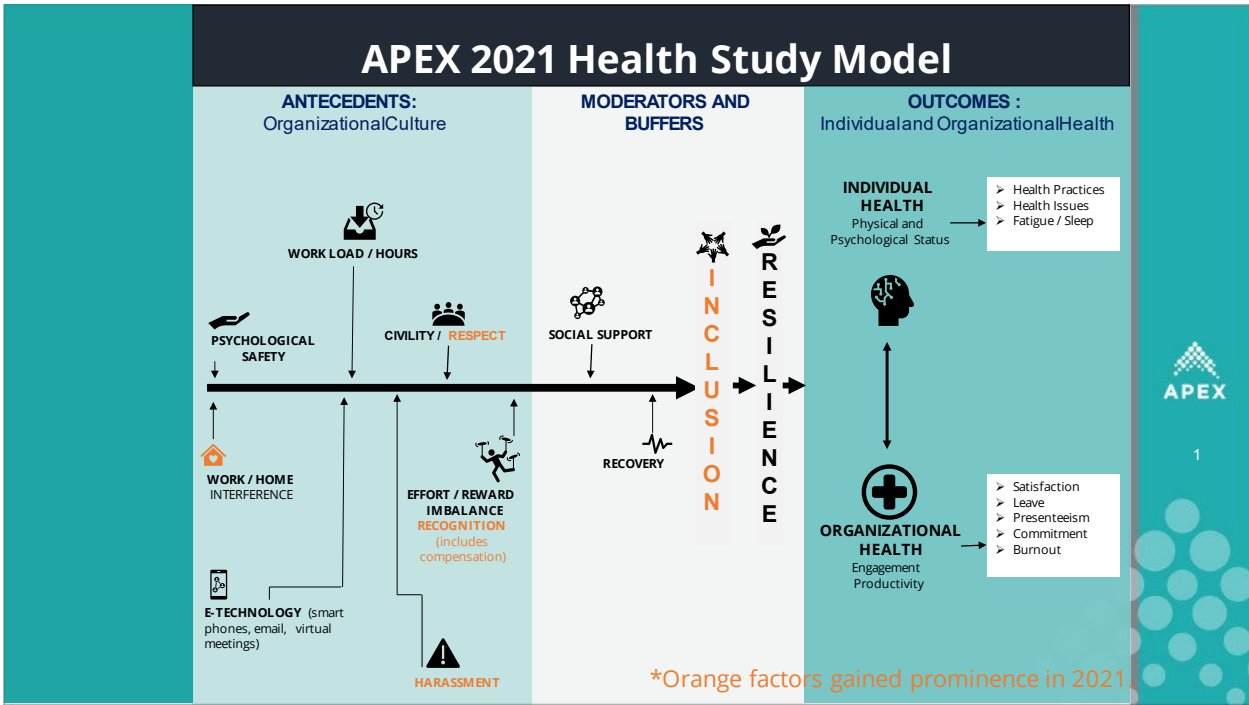 APEX 2021 Health Study Model
ANTECEDENTS:
OrganizationalCulture
WORK LOAD / HOURS
PSYCHOLOGICAL
SAFETY
CIVILITY / RESPECT
WORK / HOME
INTERFERENCE
EFFORT / REWARD
IMBALANCE
RECOGNITION
(includes
compensation)
E-TECHNOLOGY (smart
phones, email, virtual
meetings)
HARASSMENT
MODERATORS AND
BUFFERS
SOCIAL SUPPORT
RECOVERY
INCLUSION
RESILIENCE
OUTCOMES :
Individualand OrganizationalHealth
INDIVIDUAL
HEALTH
Physical and
Psychological Status
➢ Health Practices
➢ Health Issues
➢ Fatigue / Sleep
ORGANIZATIONAL
HEALTH
Engagement
Productivity
➢ Satisfaction
➢ Leave
➢ Presenteeism
➢ Commitment
➢ Burnout
*Orange factors gained prominence in 2021.
APEX
1